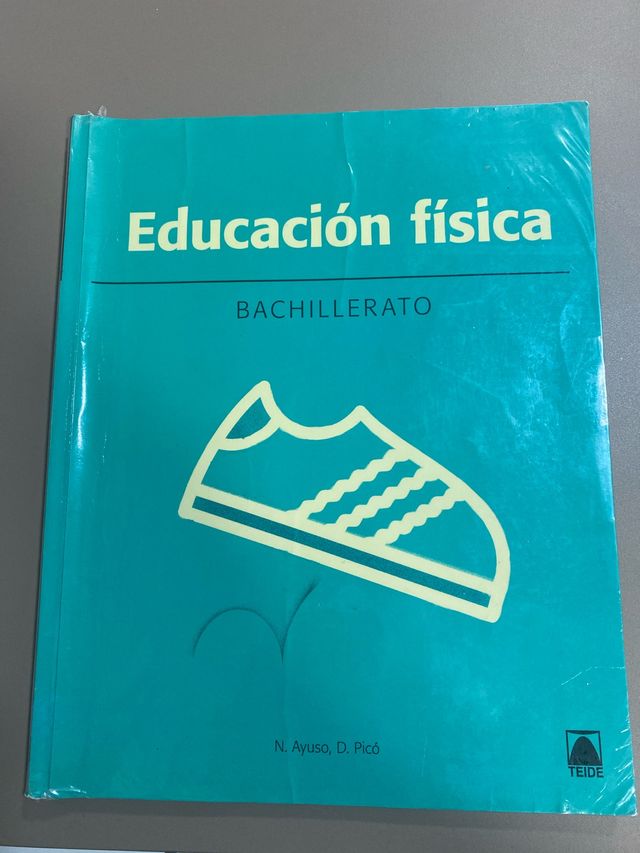 Educación física
BACHILLERATO
N. Ayuso, D. Picó
TEIDE